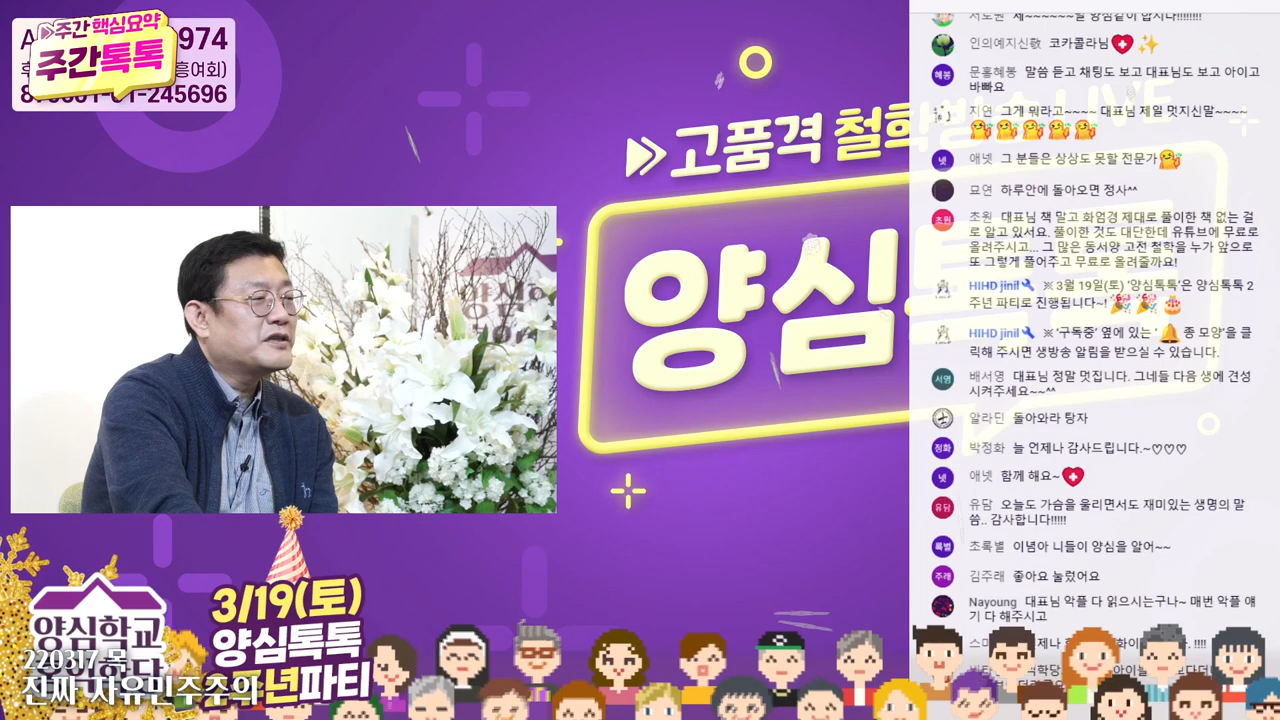 ▷▷주간 핵심요약
주간톡톡
974
흥여회)
01-245696
▷▷고품격 철학방송 LIVE
양심톡톡
양심학교
220317 목
진짜 자유민주주의
3/19(토)
양심톡톡
년파티
인의예지신敬 코카콜라님
문홍혜봉 말씀 듣고 채팅도 보고 대표님도 보고 아이고
바빠요
지연 그게 뭐라고~~~~ 대표님 제일 멋지신말~~~~
애넷 그 분들은 상상도 못할 전문가
묘연 하루안에 돌아오면 정사^^
초원 대표님 책 말고 화엄경 제대로 풀이한 책 없는 걸
로 알고 있서요. 풀이한 것도 대단한데 유튜브에 무료로
올려주시고... 그 많은 동서양 고전 철학을 누가 앞으로
또 그렇게 풀어주고 무료로 올려줄까요!
HIHD jinil ※ 3월 19일(토) '양심톡톡'은 양심톡톡 2
주년 파티로 진행됩니다~!
HIHD jinil ※ '구독중' 옆에 있는 '🔔 종 모양'을 클
릭해 주시면 생방송 알림을 받으실 수 있습니다.
배서영 대표님 정말 멋집니다. 그네들 다음 생에 견성
시켜주세요~~^^
알라딘 돌아와라 탕자
박정화 늘 언제나 감사드립니다.~♡♡♡
애넷 함께 해요~
유담 오늘도 가슴을 울리면서도 재미있는 생명의 말
씀.. 감사합니다!!!!!
초록별 이념아 니들이 양심을 알어~~
김주래 좋아요 눌렀어요
Nayoung 대표님 악플 다 읽으시는구나~ 매번 악플 얘
기 다 해주시고